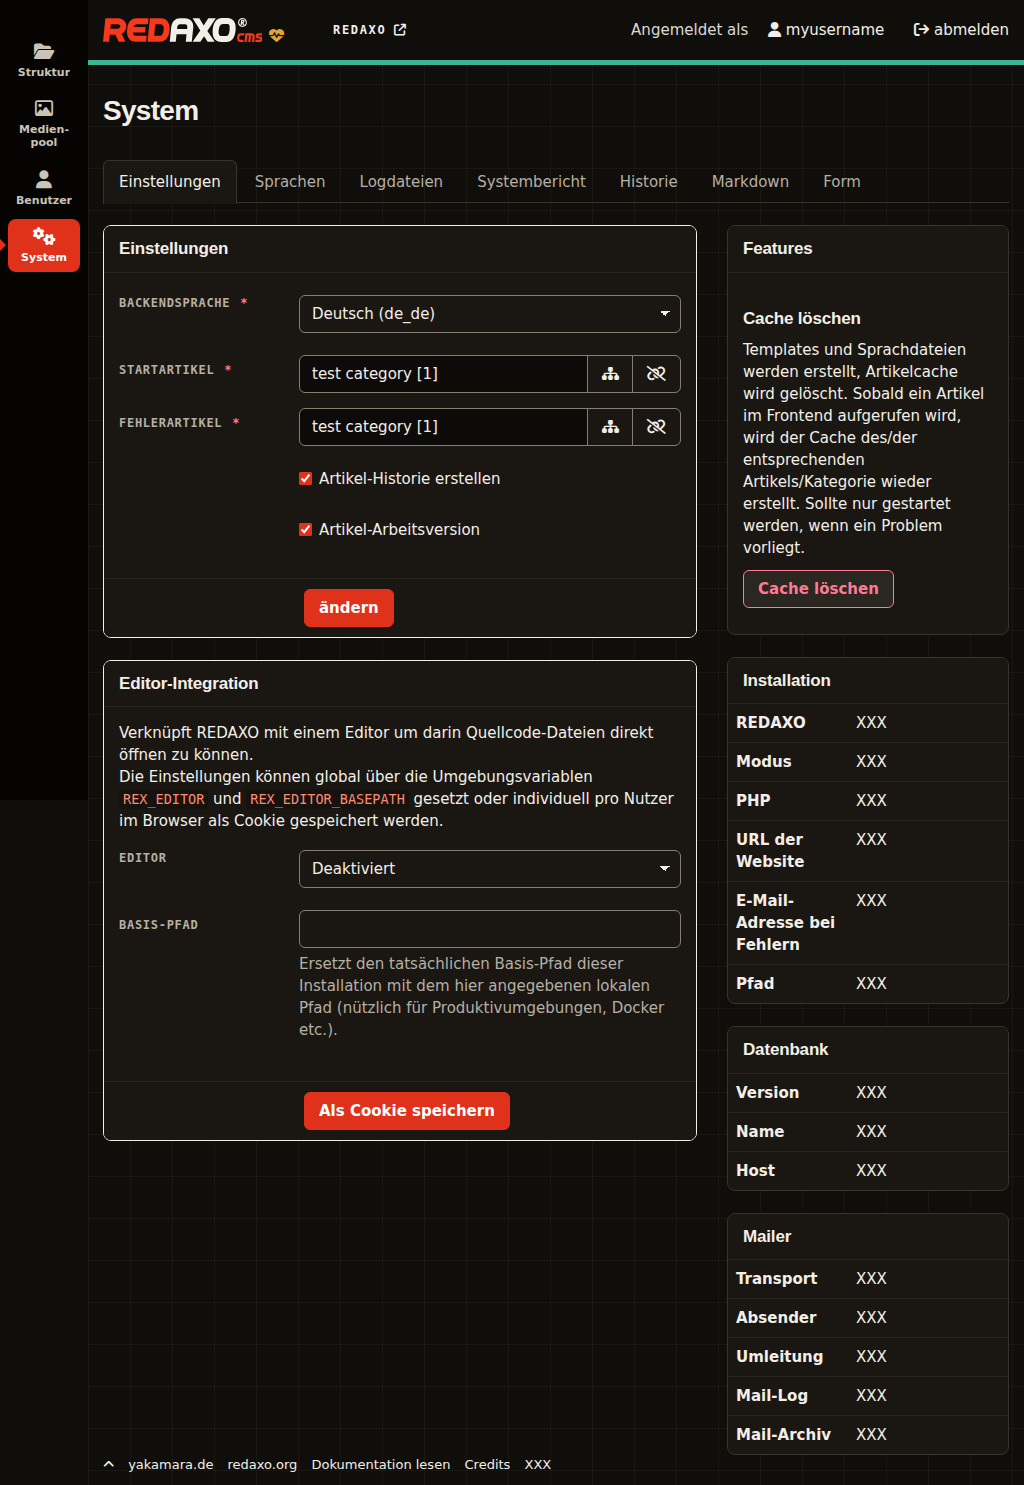 REDAXO® cms
REDAXO
Angemeldet als myusername abmelden
Struktur
Medien-
pool
Benutzer
System
System
Einstellungen Sprachen Logdateien Systembericht Historie Markdown Form
Einstellungen
BACKENDSPRACHE *
Deutsch (de_de)
STARTARTIKEL *
test category [1]
FEHLERARTIKEL *
test category [1]
Artikel-Historie erstellen
Artikel-Arbeitsversion
ändern
Editor-Integration
Verknüpft REDAXO mit einem Editor um darin Quellcode-Dateien direkt
öffnen zu können.
Die Einstellungen können global über die Umgebungsvariablen
REX_EDITOR und REX_EDITOR_BASEPATH gesetzt oder individuell pro Nutzer
im Browser als Cookie gespeichert werden.
EDITOR
Deaktiviert
BASIS-PFAD
Ersetzt den tatsächlichen Basis-Pfad dieser
Installation mit dem hier angegebenen lokalen
Pfad (nützlich für Produktivumgebungen, Docker
etc.).
Als Cookie speichern
Features
Cache löschen
Templates und Sprachdateien
werden erstellt, Artikelcache
wird gelöscht. Sobald ein Artikel
im Frontend aufgerufen wird,
wird der Cache des/der
entsprechenden
Artikels/Kategorie wieder
erstellt. Sollte nur gestartet
werden, wenn ein Problem
vorliegt.
Cache löschen
Installation
REDAXO XXX
Modus XXX
PHP XXX
URL der XXX
Website
E-Mail- XXX
Adresse bei
Fehlern
Pfad XXX
Datenbank
Version XXX
Name XXX
Host XXX
Mailer
Transport XXX
Absender XXX
Umleitung XXX
Mail-Log XXX
Mail-Archiv XXX
yakamara.de redaxo.org Dokumentation lesen Credits XXX